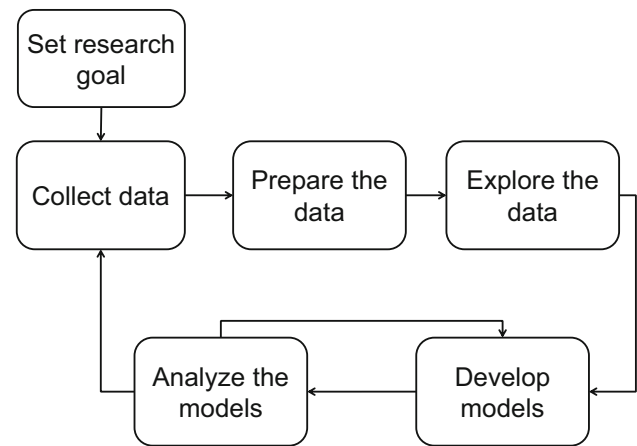 Set research
goal
Collect data
Prepare the
data
Explore the
data
Analyze the
models
Develop
models